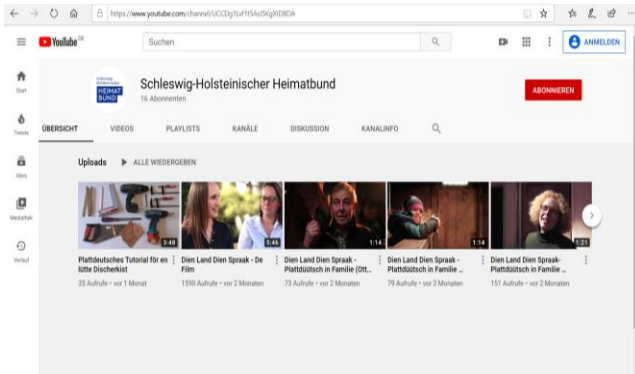 https://www.youtube.com/channel/UCCDg1LvFH5AsI5KgXlDBDA
YouTube DE
Suchen
ANMELDEN
HEIMAT
BUND
Schleswig-Holsteinischer Heimatbund
16 Abonnenten
ABONNIEREN
Start
Trends
Abos
Mediathek
Verlauf
ÜBERSICHT VIDEOS PLAYLISTS KANÄLE DISKUSSION KANALINFO
Uploads ALLE WIEDERGEBEN
3:48 5:46 1:14 1:14 1:21
Plattdeutsches Tutorial för en lütte Discherkist
35 Aufrufe • vor 1 Monat
Dien Land Dien Spraak - De Film
1590 Aufrufe • vor 2 Monaten
Dien Land Dien Spraak - Plattdüütsch in Familie (Ott...
73 Aufrufe • vor 2 Monaten
Dien Land Dien Spraak - Plattdüütsch in Familie ...
79 Aufrufe • vor 2 Monaten
Dien Land Dien Spraak- Plattdüütsch in Familie ...
151 Aufrufe • vor 2 Monaten